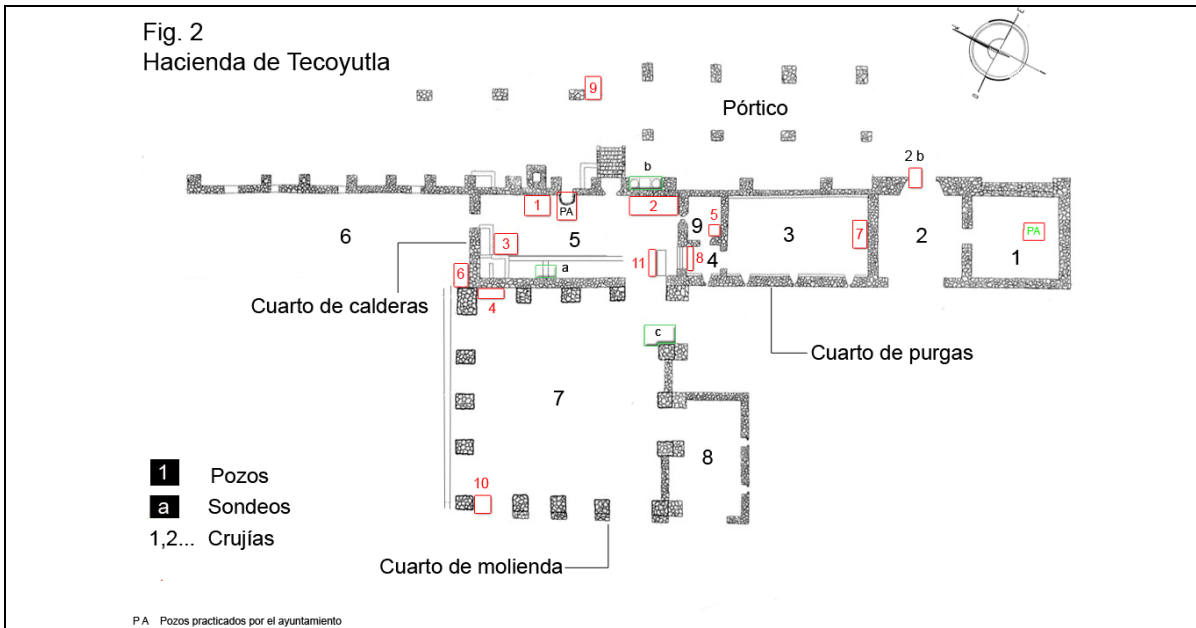 Fig. 2
Hacienda de Tecoyutla
Pórtico
9
b
2 b
1
PA
2
5
9
3
7
2
PA
1
6
3
5
11
8
4
a
6
4
Cuarto de calderas
c
Cuarto de purgas
7
8
10
1 Pozos
a Sondeos
1,2... Crujías
Cuarto de molienda
PA Pozos practicados por el ayuntamiento